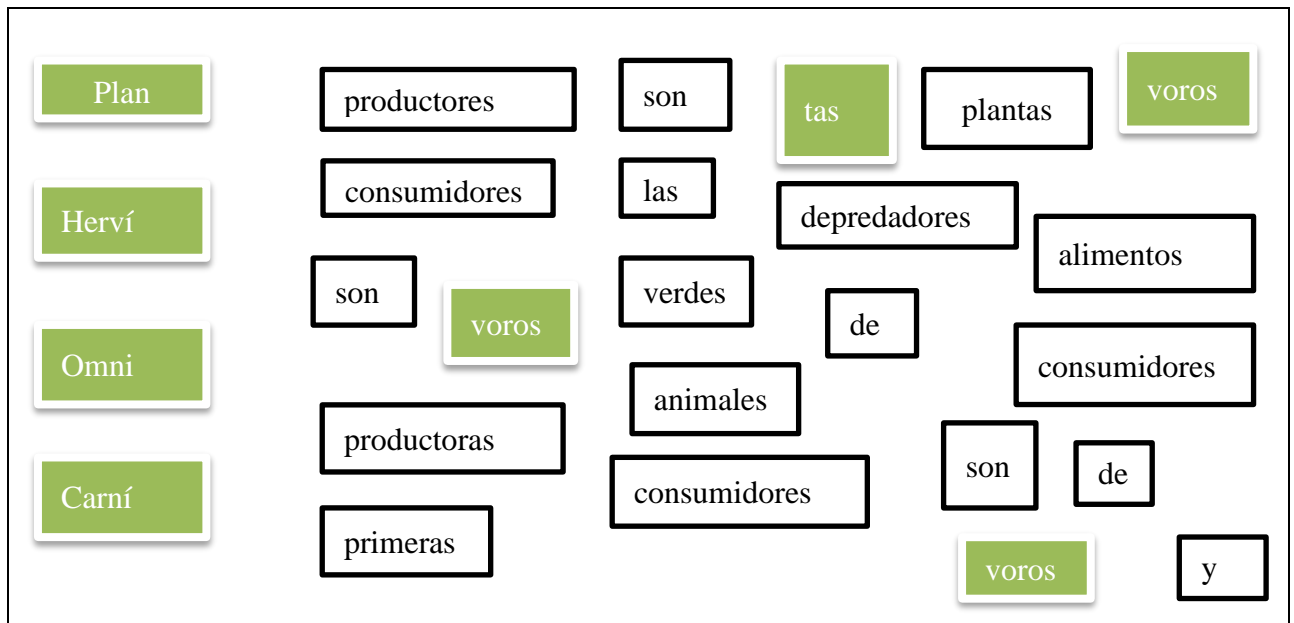 Plan
productores
son
tas
plantas
voros
consumidores
las
Herví
depredadores
alimentos
son
voros
verdes
de
Omni
consumidores
animales
productoras
son
de
Carní
consumidores
primeras
voros
y